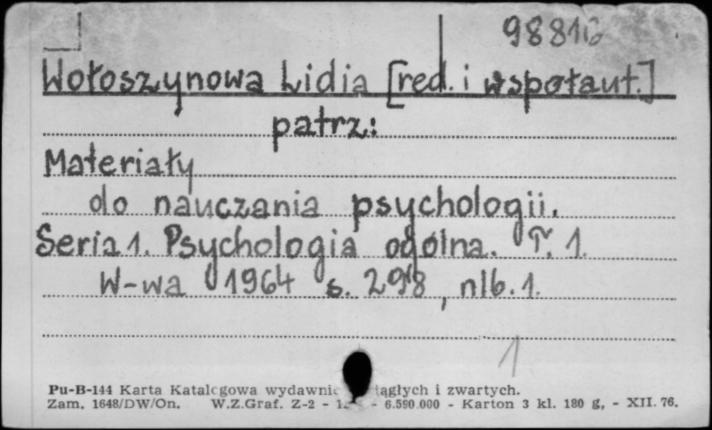 98816
Wołoszynowa Lidia [red. i współaut.]
patrz:
Materiały
do nauczania psychologii.
Seria 1. Psychologia ogólna. T. 1.
W-wa 1964 s. 298, nlb. 1.
1
Pu-B-144 Karta Katalogowa wydawnic ciągłych i zwartych.
Zam. 1648/DW/On. W.Z.Graf. Z-2 - 6.590.000 - Karton 3 kl. 180 g, - XII. 76.